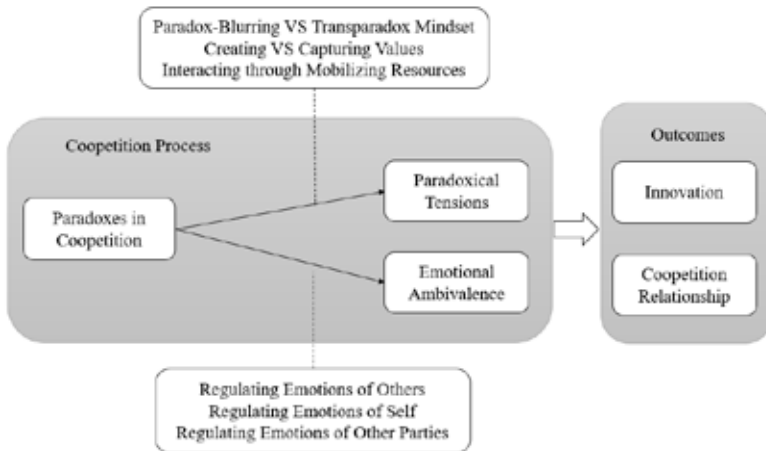 Paradox-Blurring VS Transparadox Mindset
Creating VS Capturing Values
Interacting through Mobilizing Resources
Coopetition Process
Paradoxes in
Coopetition
Paradoxical
Tensions
Emotional
Ambivalence
Outcomes
Innovation
Coopetition
Relationship
Regulating Emotions of Others
Regulating Emotions of Self
Regulating Emotions of Other Parties